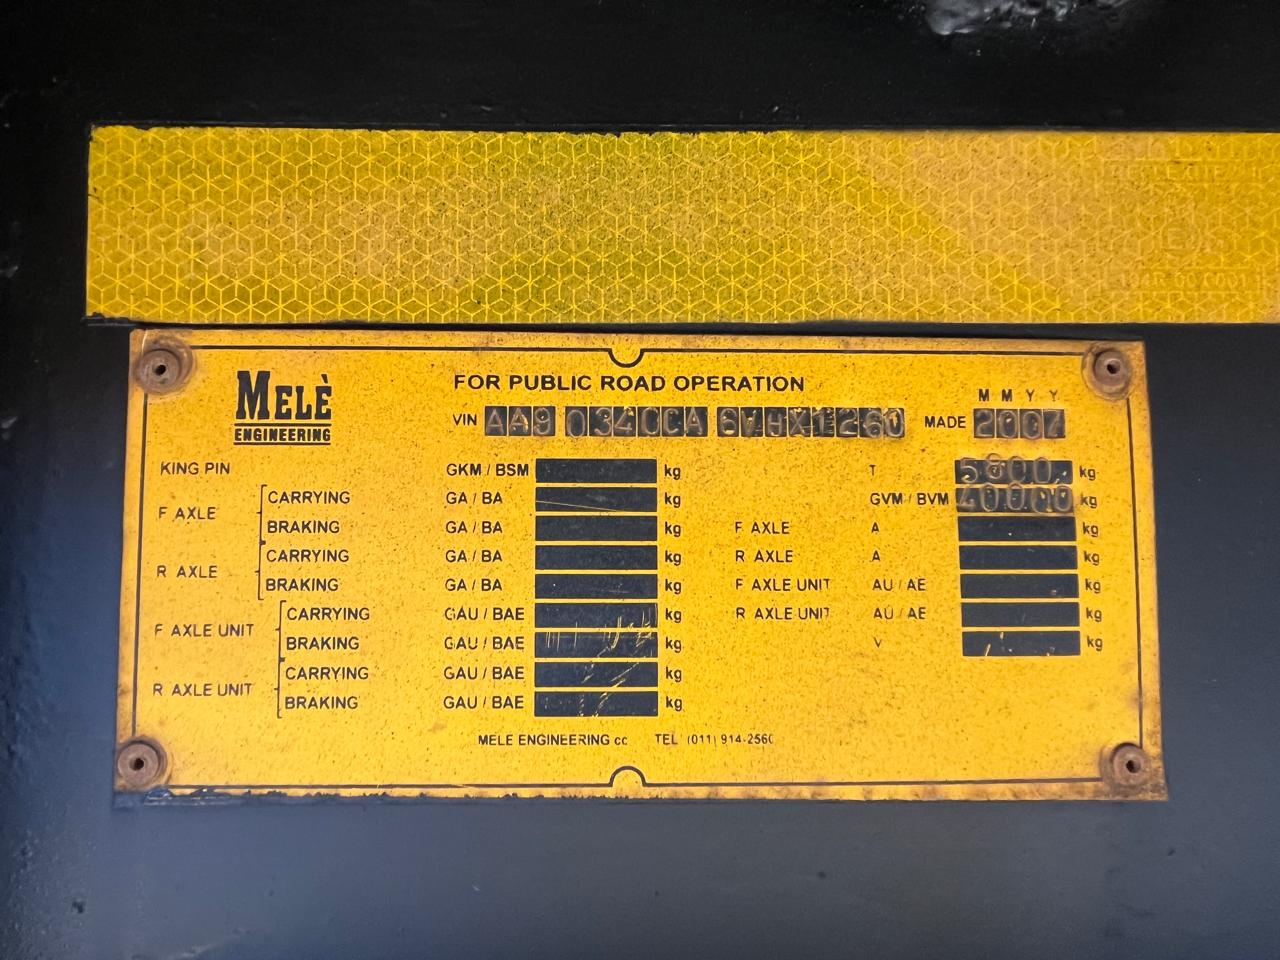 MELÈ
ENGINEERING
FOR PUBLIC ROAD OPERATION
M M Y Y
VIN AA9 0340CCA 6VHX1260 MADE 2007
KING PIN GKM / BSM kg T 5800 kg
F AXLE CARRYING GA / BA kg GVM / BVM 40000 kg
BRAKING GA / BA kg F AXLE A kg
R AXLE CARRYING GA / BA kg R AXLE A kg
BRAKING GA / BA kg F AXLE UNIT AU / AE kg
F AXLE UNIT CARRYING GAU / BAE kg R AXLE UNIT AU / AE kg
BRAKING GAU / BAE kg V kg
R AXLE UNIT CARRYING GAU / BAE kg
BRAKING GAU / BAE kg
MELE ENGINEERING cc TEL (011) 914-2560